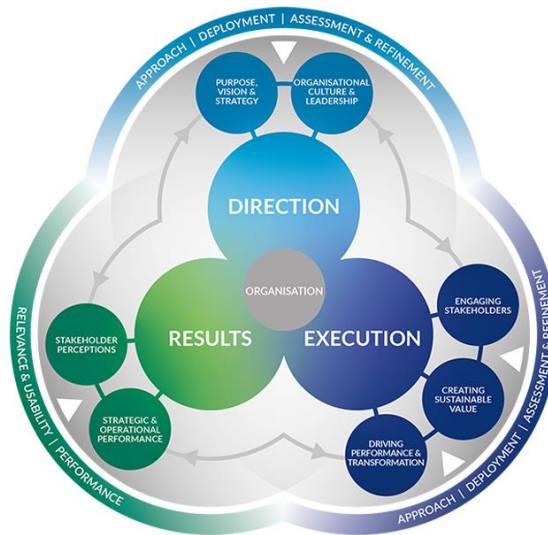 APPROACH | DEPLOYMENT | ASSESSMENT & REFINEMENT
PURPOSE,
VISION &
STRATEGY
ORGANISATIONAL
CULTURE &
LEADERSHIP
DIRECTION
ORGANISATION
RESULTS
EXECUTION
STAKEHOLDER
PERCEPTIONS
STRATEGIC &
OPERATIONAL
PERFORMANCE
ENGAGING
STAKEHOLDERS
CREATING
SUSTAINABLE
VALUE
DRIVING
PERFORMANCE &
TRANSFORMATION
RELEVANCE & USABILITY | PERFORMANCE
APPROACH | DEPLOYMENT | ASSESSMENT & REFINEMENT